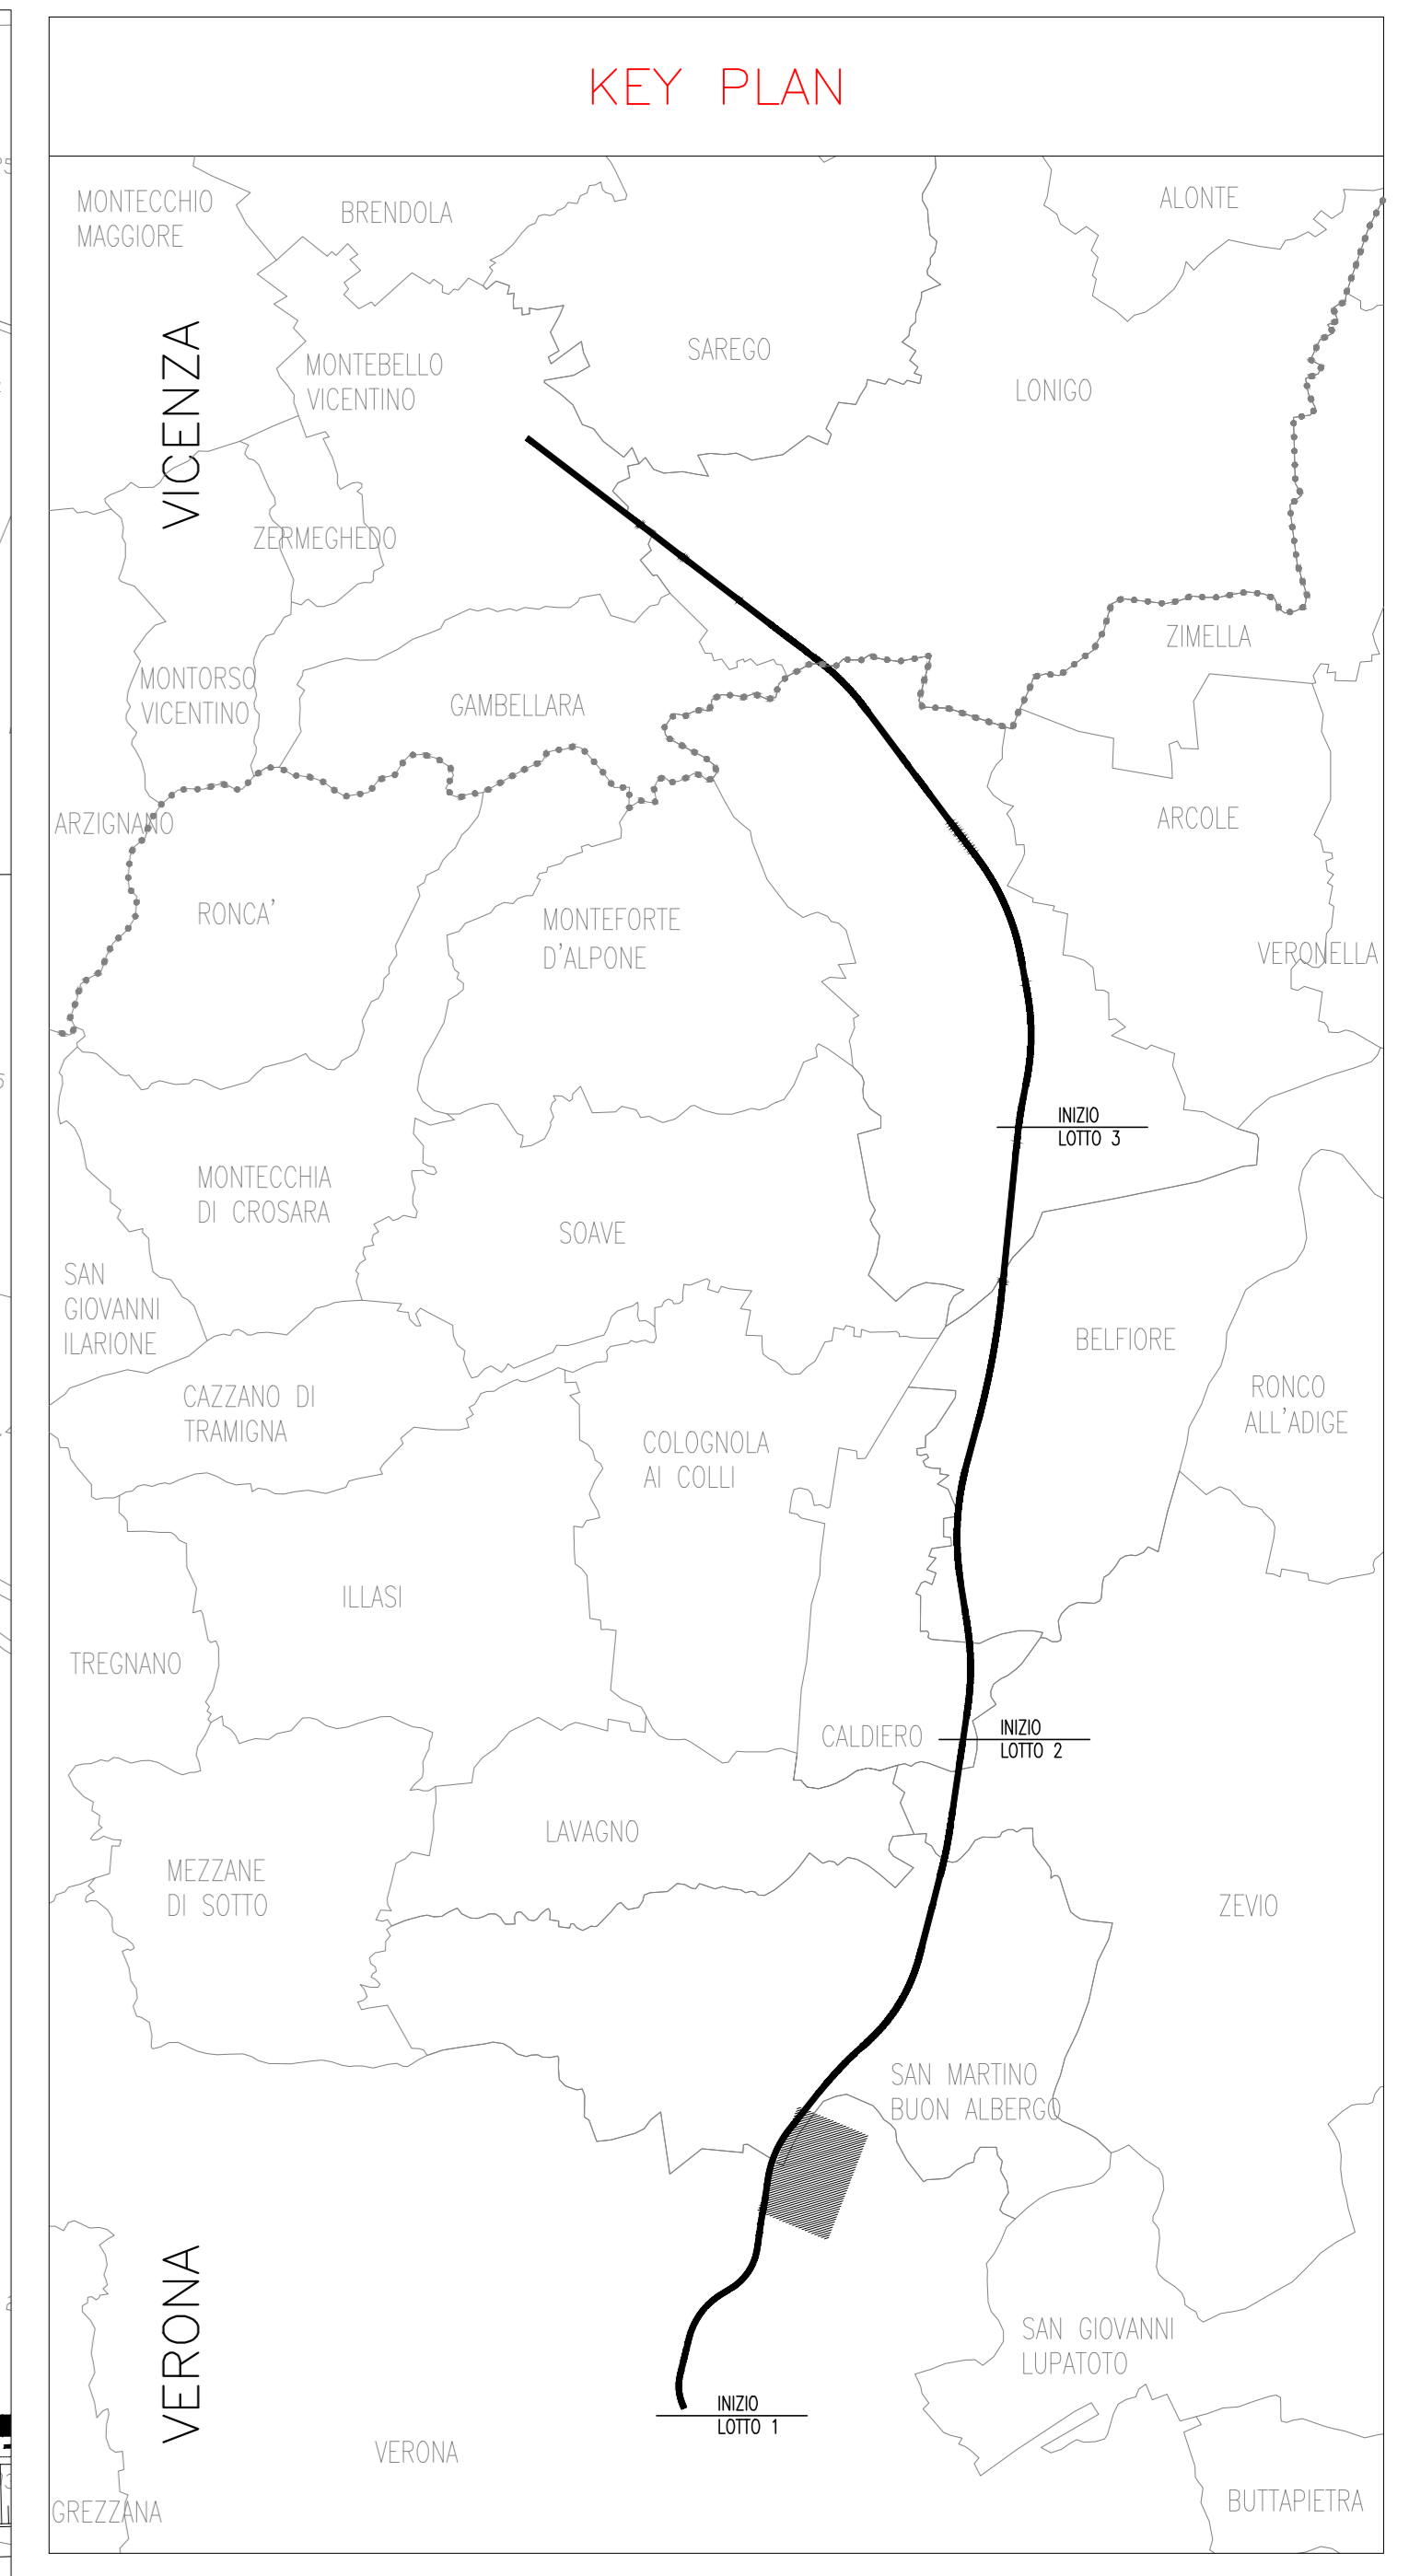 KEY PLAN
MONTECCHIO
MAGGIORE
BRENDOLA
ALONTE
VICENZA
MONTEBELLO
VICENTINO
SAREGO
LONIGO
ZERMEGHEDO
ZIMELLA
MONTORSO
VICENTINO
GAMBELLARA
ARZIGNANO
ARCOLE
RONCA'
MONTEFORTE
D'ALPONE
VERONELLA
INIZIO
LOTTO 3
MONTECCHIA
DI CROSARA
SOAVE
SAN
GIOVANNI
ILARIONE
BELFIORE
CAZZANO DI
TRAMIGNA
RONCO
ALL'ADIGE
COLOGNOLA
AI COLLI
ILLASI
TREGNANO
CALDIERO
INIZIO
LOTTO 2
LAVAGNO
MEZZANE
DI SOTTO
ZEVIO
SAN MARTINO
BUON ALBERGO
VERONA
SAN GIOVANNI
LUPATOTO
INIZIO
LOTTO 1
VERONA
GREZZANA
BUTTAPIETRA